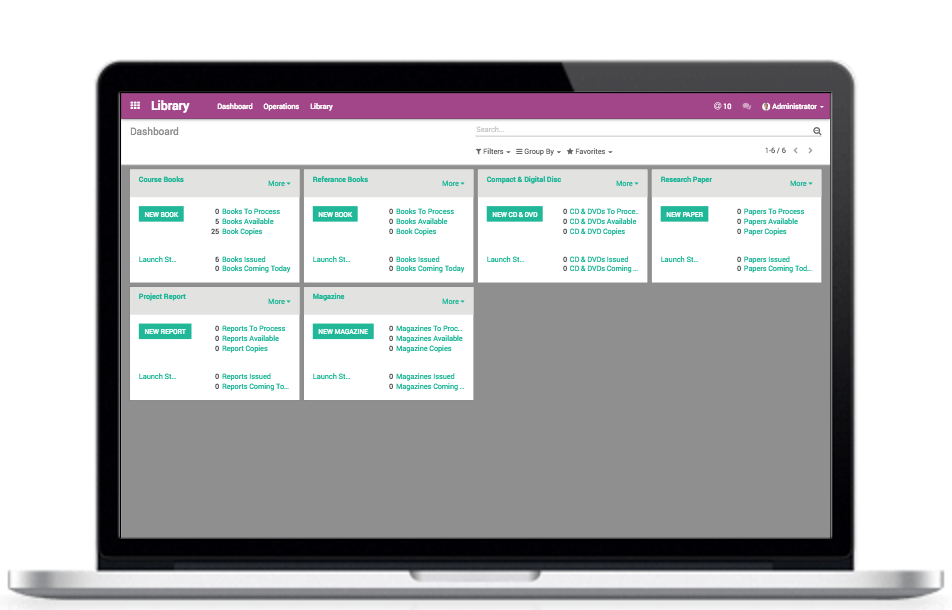 Library Dashboard Operations Library @ 10 Administrator
Dashboard
Search...
Filters Group By Favorites 1-6 / 6
Course Books More
NEW BOOK
0 Books To Process
5 Books Available
25 Book Copies
Launch St...
6 Books Issued
0 Books Coming Today
Referance Books More
NEW BOOK
0 Books To Process
0 Books Available
0 Book Copies
Launch St...
0 Books Issued
0 Books Coming Today
Compact & Digital Disc More
NEW CD & DVD
0 CD & DVDs To Proce..
0 CD & DVDs Available
0 CD & DVD Copies
Launch St...
0 CD & DVDs Issued
0 CD & DVDs Coming ...
Research Paper More
NEW PAPER
0 Papers To Process
0 Papers Available
0 Paper Copies
Launch St...
0 Papers Issued
0 Papers Coming Tod...
Project Report More
NEW REPORT
0 Reports To Process
0 Reports Available
0 Report Copies
Launch St...
0 Reports Issued
0 Reports Coming To...
Magazine More
NEW MAGAZINE
0 Magazines To Proc...
0 Magazines Available
0 Magazine Copies
Launch St...
0 Magazines Issued
0 Magazines Coming ...